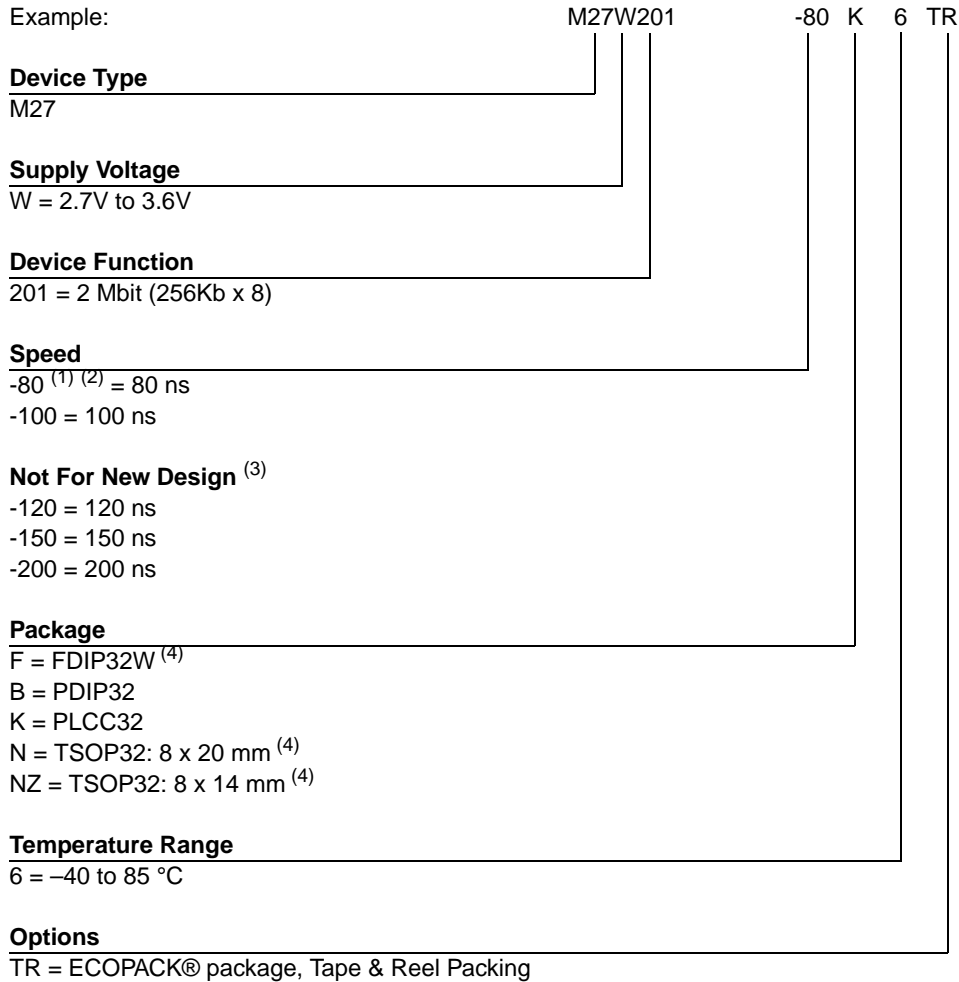 Example: M27W201 -80 K 6 TR
Device Type
M27
Supply Voltage
W = 2.7V to 3.6V
Device Function
201 = 2 Mbit (256Kb x 8)
Speed
-80 (1) (2) = 80 ns
-100 = 100 ns
Not For New Design (3)
-120 = 120 ns
-150 = 150 ns
-200 = 200 ns
Package
F = FDIP32W (4)
B = PDIP32
K = PLCC32
N = TSOP32: 8 x 20 mm (4)
NZ = TSOP32: 8 x 14 mm (4)
Temperature Range
6 = –40 to 85 °C
Options
TR = ECOPACK® package, Tape & Reel Packing